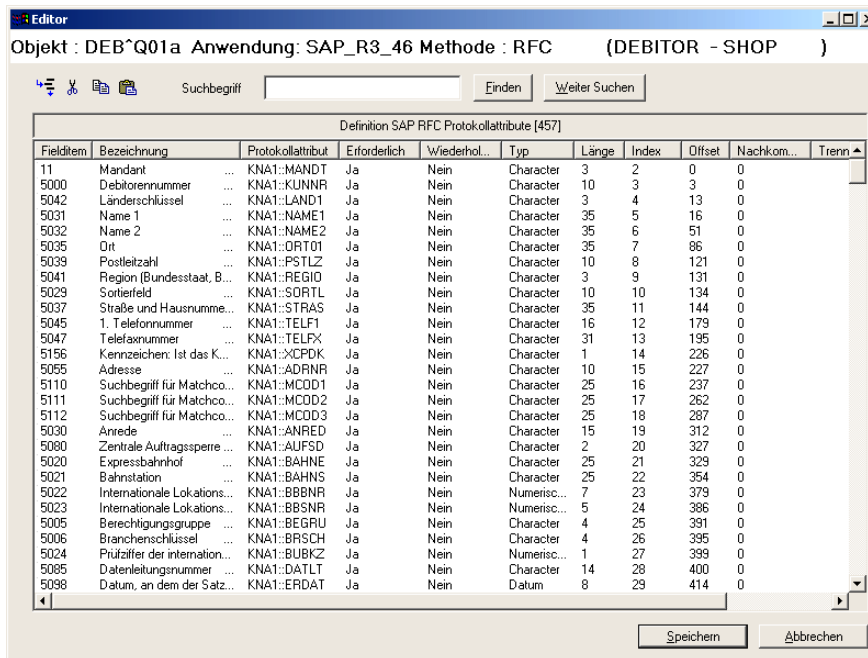 Editor
Objekt : DEB^Q01a Anwendung: SAP_R3_46 Methode : RFC (DEBITOR - SHOP )
Suchbegriff Finden Weiter Suchen
Definition SAP RFC Protokollattribute [457]
Fielditem Bezeichnung Protokollattribut Erforderlich Wiederhol... Typ Länge Index Offset Nachkom... Trenn
11 Mandant ... KNA1::MANDT Ja Nein Character 3 2 0 0
5000 Debitorennummer ... KNA1::KUNNR Ja Nein Character 10 3 3 0
5042 Länderschlüssel ... KNA1::LAND1 Ja Nein Character 3 4 13 0
5031 Name 1 ... KNA1::NAME1 Ja Nein Character 35 5 16 0
5032 Name 2 ... KNA1::NAME2 Ja Nein Character 35 6 51 0
5035 Ort ... KNA1::ORT01 Ja Nein Character 35 7 86 0
5039 Postleitzahl ... KNA1::PSTLZ Ja Nein Character 10 8 121 0
5041 Region (Bundesstaat, B... KNA1::REGIO Ja Nein Character 3 9 131 0
5029 Sortierfeld ... KNA1::SORTL Ja Nein Character 10 10 134 0
5037 Straße und Hausnumme... KNA1::STRAS Ja Nein Character 35 11 144 0
5045 1. Telefonnummer ... KNA1::TELF1 Ja Nein Character 16 12 179 0
5047 Telefaxnummer ... KNA1::TELFX Ja Nein Character 31 13 195 0
5156 Kennzeichen: Ist das K... KNA1::XCPDK Ja Nein Character 1 14 226 0
5055 Adresse ... KNA1::ADRNR Ja Nein Character 10 15 227 0
5110 Suchbegriff für Matchco... KNA1::MCOD1 Ja Nein Character 25 16 237 0
5111 Suchbegriff für Matchco... KNA1::MCOD2 Ja Nein Character 25 17 262 0
5112 Suchbegriff für Matchco... KNA1::MCOD3 Ja Nein Character 25 18 287 0
5030 Anrede ... KNA1::ANRED Ja Nein Character 15 19 312 0
5080 Zentrale Auftragssperre ... KNA1::AUFSD Ja Nein Character 2 20 327 0
5020 Expressbahnhof ... KNA1::BAHNE Ja Nein Character 25 21 329 0
5021 Bahnstation ... KNA1::BAHNS Ja Nein Character 25 22 354 0
5022 Internationale Lokations... KNA1::BBBNR Ja Nein Numerisc... 7 23 379 0
5023 Internationale Lokations... KNA1::BBSNR Ja Nein Numerisc... 5 24 386 0
5005 Berechtigungsgruppe ... KNA1::BEGRU Ja Nein Character 4 25 391 0
5006 Branchenschlüssel ... KNA1::BRSCH Ja Nein Character 4 26 395 0
5024 Prüfziffer der internation... KNA1::BUBKZ Ja Nein Numerisc... 1 27 399 0
5085 Datenleitungsnummer ... KNA1::DATLT Ja Nein Character 14 28 400 0
5098 Datum, an dem der Satz... KNA1::ERDAT Ja Nein Datum 8 29 414 0
Speichern Abbrechen